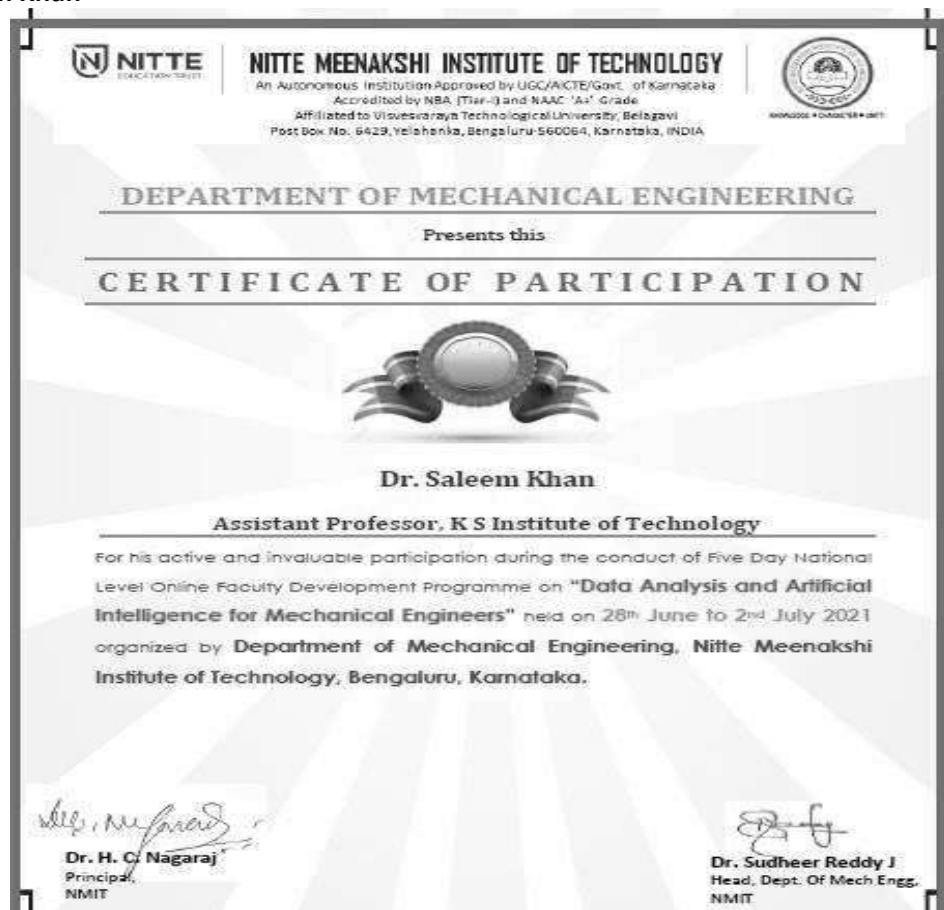 NITTE
EDUCATION TRUST
NITTE MEENAKSHI INSTITUTE OF TECHNOLOGY
An Autonomous Institution Approved by UGC/AICTE/Govt. of Karnataka
Accredited by NBA (Tier-I) and NAAC 'A+' Grade
Affiliated to Visvesvaraya Technological University, Belagavi
Post Box No. 6429, Yelahanka, Bengaluru-560064, Karnataka, INDIA
KNOWLEDGE • CHARACTER • UNITY
DEPARTMENT OF MECHANICAL ENGINEERING
Presents this
CERTIFICATE OF PARTICIPATION
Dr. Saleem Khan
Assistant Professor, K S Institute of Technology
For his active and invaluable participation during the conduct of Five Day National
Level Online Faculty Development Programme on "Data Analysis and Artificial
Intelligence for Mechanical Engineers" held on 28th June to 2nd July 2021
organized by Department of Mechanical Engineering, Nitte Meenakshi
Institute of Technology, Bengaluru, Karnataka.
Dr. H. C. Nagaraj
Principal,
NMIT
Dr. Sudheer Reddy J
Head, Dept. Of Mech Engg,
NMIT